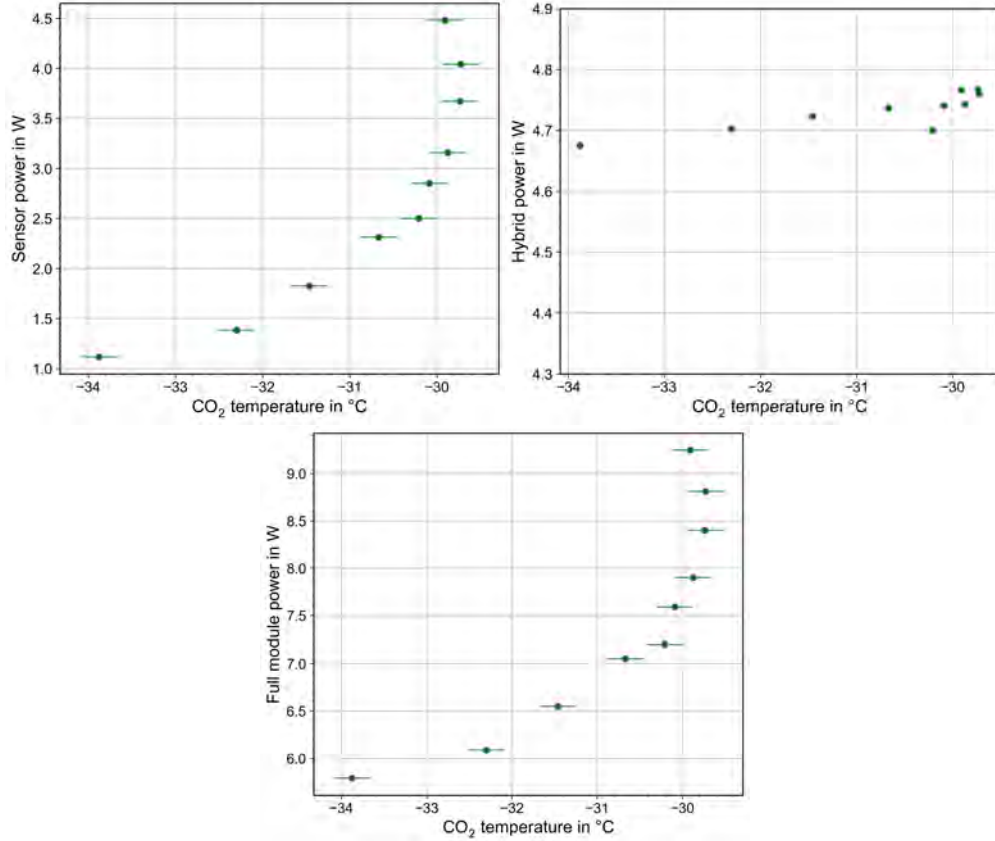 Sensor power in W
4.5
4.0
3.5
3.0
2.5
2.0
1.5
1.0
−34 −33 −32 −31 −30
CO2 temperature in °C
Hybrid power in W
4.9
4.8
4.7
4.6
4.5
4.4
4.3
−34 −33 −32 −31 −30
CO2 temperature in °C
Full module power in W
9.0
8.5
8.0
7.5
7.0
6.5
6.0
−34 −33 −32 −31 −30
CO2 temperature in °C